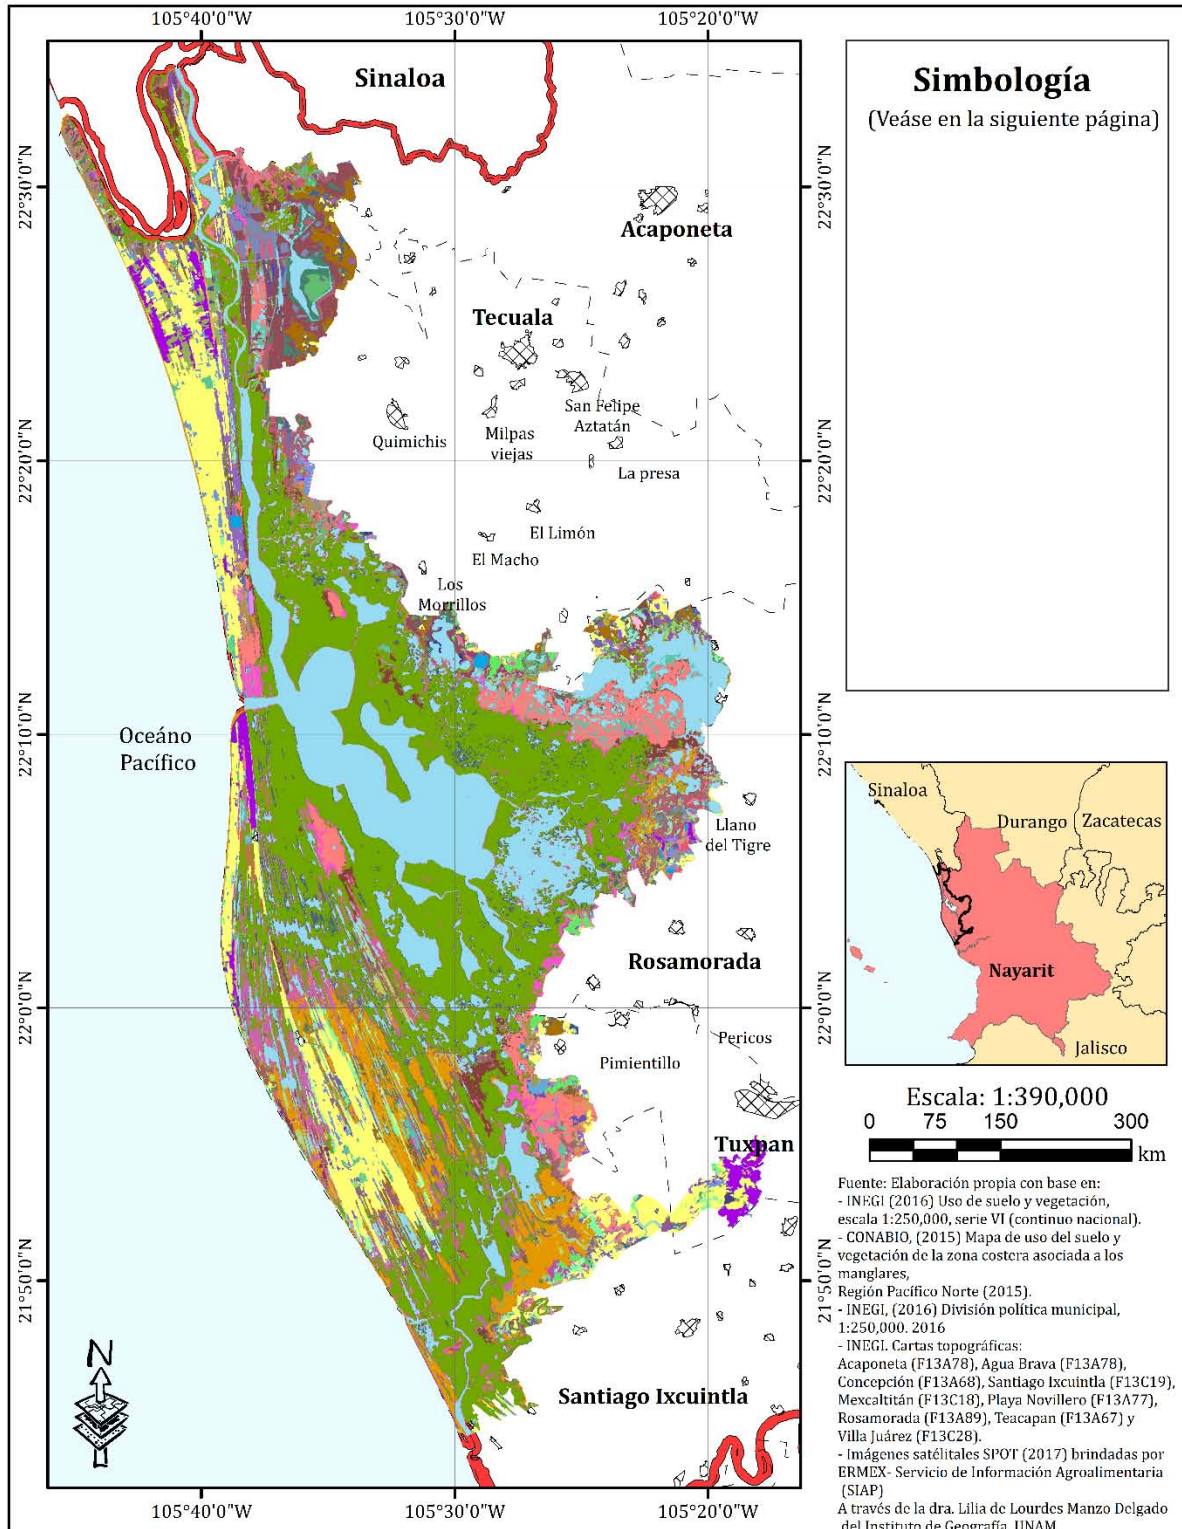 105°40'0"W 105°30'0"W 105°20'0"W
Sinaloa
Simbología
(Veáse en la siguiente página)
22°30'0"N 22°30'0"N
Acaponeta
Tecuala
San Felipe
Aztatán
Quimichis
Milpas
viejas
22°20'0"N 22°20'0"N
La presa
El Limón
El Macho
Los
Morrillos
Oceáno
Pacífico
22°10'0"N 22°10'0"N
Llano
del Tigre
Rosamorada
22°0'0"N 22°0'0"N
Pericos
Pimientillo
Tuxpan
21°50'0"N 21°50'0"N
Santiago Ixcuintla
N
105°40'0"W 105°30'0"W 105°20'0"W
Sinaloa
Durango Zacatecas
Nayarit
Jalisco
Escala: 1:390,000
0 75 150 300
km
Fuente: Elaboración propia con base en:
- INEGI (2016) Uso de suelo y vegetación,
escala 1:250,000, serie VI (continuo nacional).
- CONABIO, (2015) Mapa de uso del suelo y
vegetación de la zona costera asociada a los
manglares,
Región Pacífico Norte (2015).
- INEGI, (2016) División política municipal,
1:250,000. 2016
- INEGI. Cartas topográficas:
Acaponeta (F13A78), Agua Brava (F13A78),
Concepción (F13A68), Santiago Ixcuintla (F13C19),
Mexcaltitán (F13C18), Playa Novillero (F13A77),
Rosamorada (F13A89), Teacapan (F13A67) y
Villa Juárez (F13C28).
- Imágenes satélitales SPOT (2017) brindadas por
ERMEX- Servicio de Información Agroalimentaria
(SIAP)
A través de la dra. Lilia de Lourdes Manzo Delgado
del Instituto de Geografía, UNAM